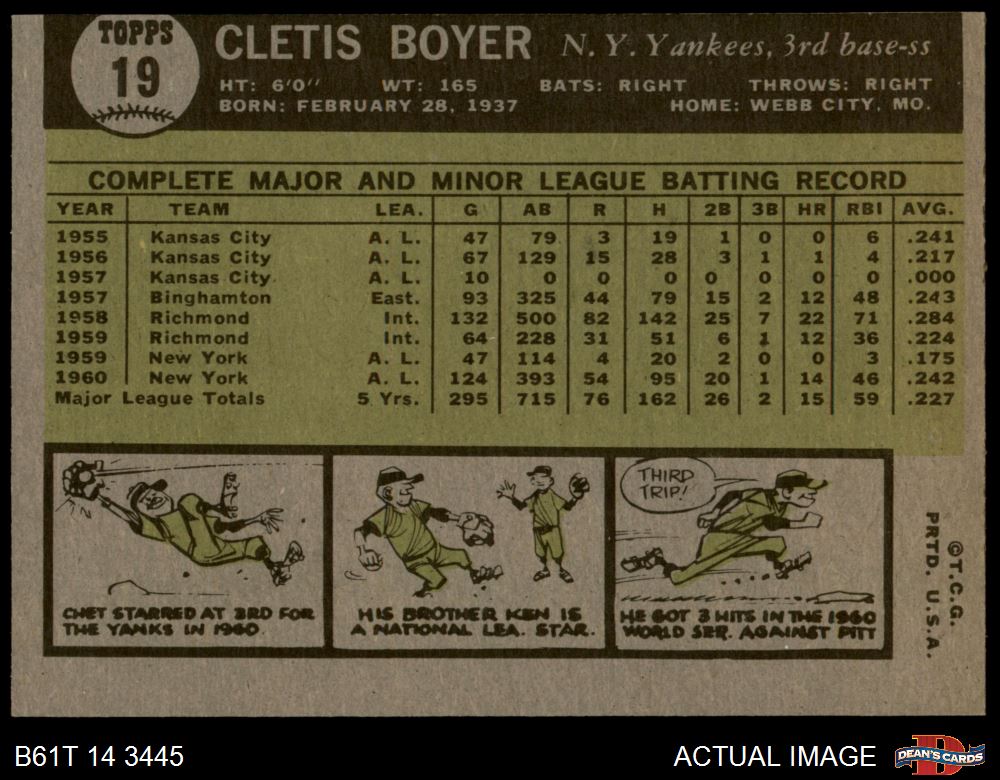 TOPPS
19
CLETIS BOYER N. Y. Yankees, 3rd base-ss
HT: 6'0" WT: 165 BATS: RIGHT THROWS: RIGHT
BORN: FEBRUARY 28, 1937 HOME: WEBB CITY, MO.
COMPLETE MAJOR AND MINOR LEAGUE BATTING RECORD
YEAR TEAM LEA. G AB R H 2B 3B HR RBI AVG.
1955 Kansas City A. L. 47 79 3 19 1 0 0 6 .241
1956 Kansas City A. L. 67 129 15 28 3 1 1 4 .217
1957 Kansas City A. L. 10 0 0 0 0 0 0 0 .000
1957 Binghamton East. 93 325 44 79 15 2 12 48 .243
1958 Richmond Int. 132 500 82 142 25 7 22 71 .284
1959 Richmond Int. 64 228 31 51 6 1 12 36 .224
1959 New York A. L. 47 114 4 20 2 0 0 3 .175
1960 New York A. L. 124 393 54 95 20 1 14 46 .242
Major League Totals 5 Yrs. 295 715 76 162 26 2 15 59 .227
CHET STARRED AT 3RD FOR
THE YANKS IN 1960
HIS BROTHER KEN IS
A NATIONAL LEA. STAR.
THIRD
TRIP!
HE GOT 3 HITS IN THE 1960
WORLD SER. AGAINST PITT
© T.C.G.
PRTD. U.S.A.
B61T 14 3445
ACTUAL IMAGE
DEAN'S CARDS